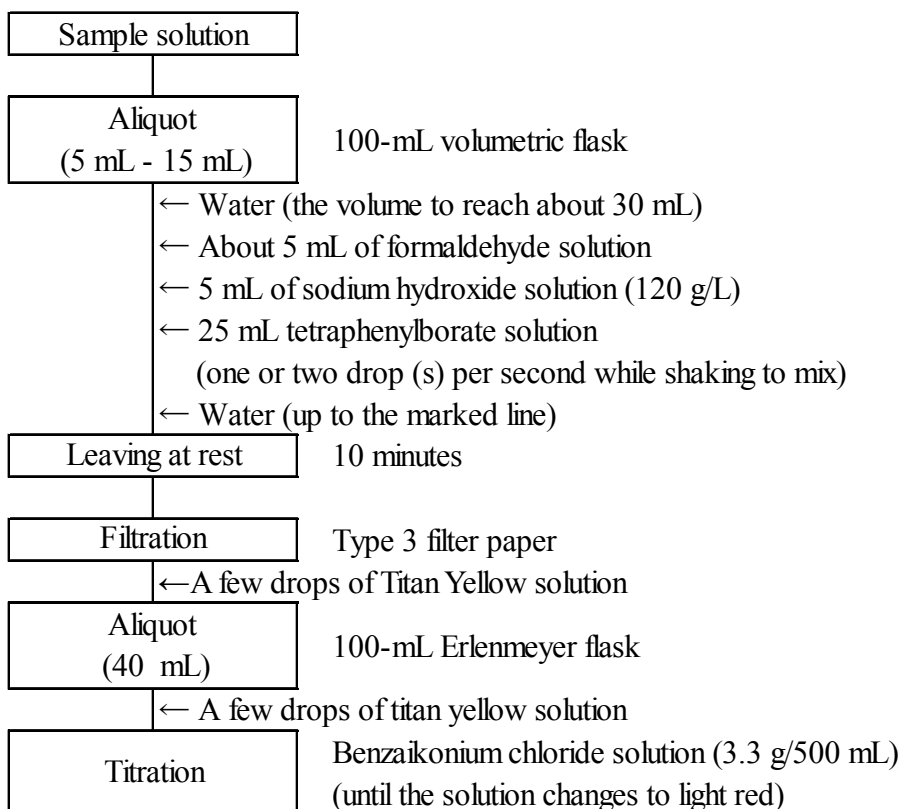 Sample solution
Aliquot
(5 mL - 15 mL)
100-mL volumetric flask
← Water (the volume to reach about 30 mL)
← About 5 mL of formaldehyde solution
← 5 mL of sodium hydroxide solution (120 g/L)
← 25 mL tetraphenylborate solution
(one or two drop (s) per second while shaking to mix)
← Water (up to the marked line)
Leaving at rest
10 minutes
Filtration
Type 3 filter paper
←A few drops of Titan Yellow solution
Aliquot
(40 mL)
100-mL Erlenmeyer flask
← A few drops of titan yellow solution
Titration
Benzaikonium chloride solution (3.3 g/500 mL)
(until the solution changes to light red)